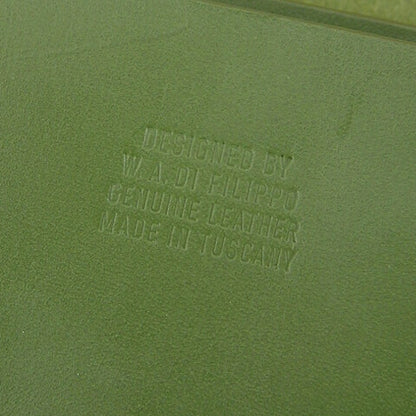 DESIGNED BY
W.A.DI FILIPPO
GENUINE LEATHER
MADE IN TUSCANY